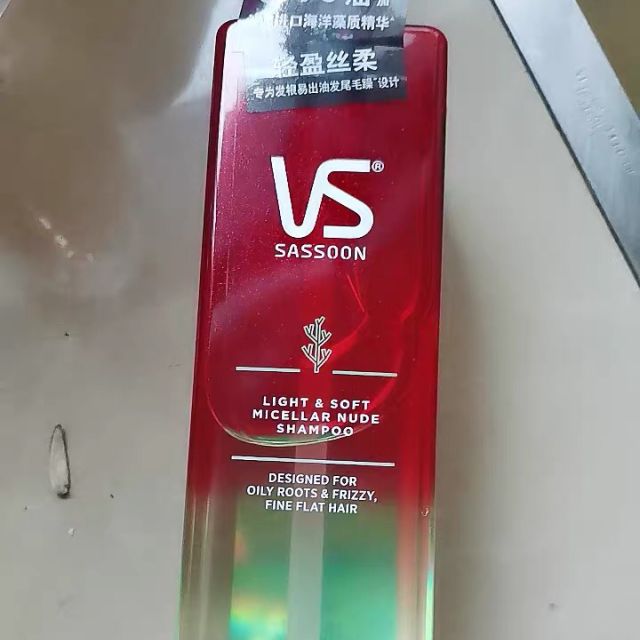 进口海洋藻质精华
轻盈丝柔
专为发根易出油发尾毛躁*设计
VS®
SASSOON
LIGHT & SOFT
MICELLAR NUDE
SHAMPOO
DESIGNED FOR
OILY ROOTS & FRIZZY,
FINE FLAT HAIR